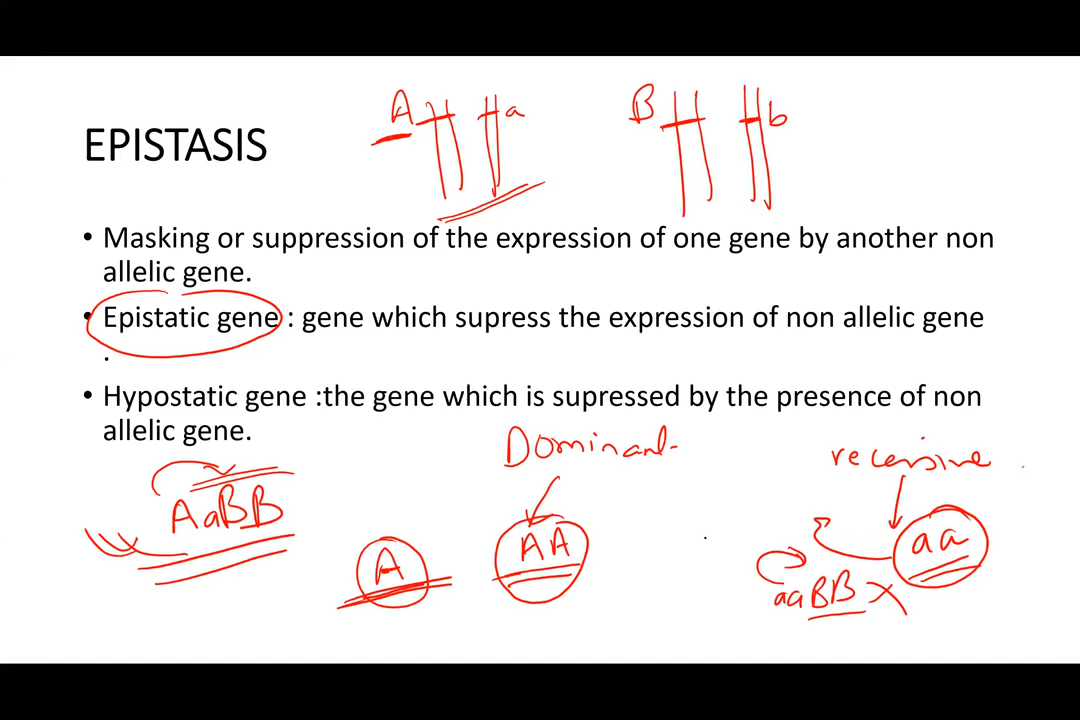 A a B b
EPISTASIS
• Masking or suppression of the expression of one gene by another non
allelic gene.
• Epistatic gene : gene which supress the expression of non allelic gene
.
• Hypostatic gene :the gene which is supressed by the presence of non
allelic gene.
Dominant recessive
AaBB A AA aa
aaBB X